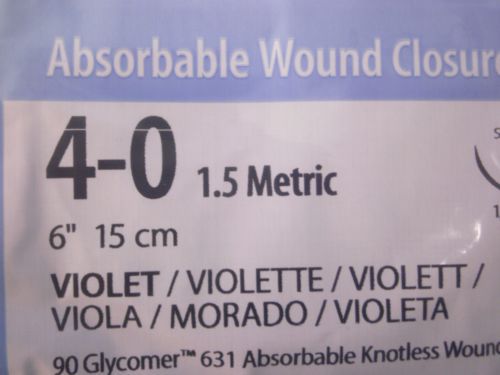 Absorbable Wound Closure
4-0 1.5 Metric
6" 15 cm
VIOLET / VIOLETTE / VIOLETT /
VIOLA / MORADO / VIOLETA
90 Glycomer™ 631 Absorbable Knotless Wound